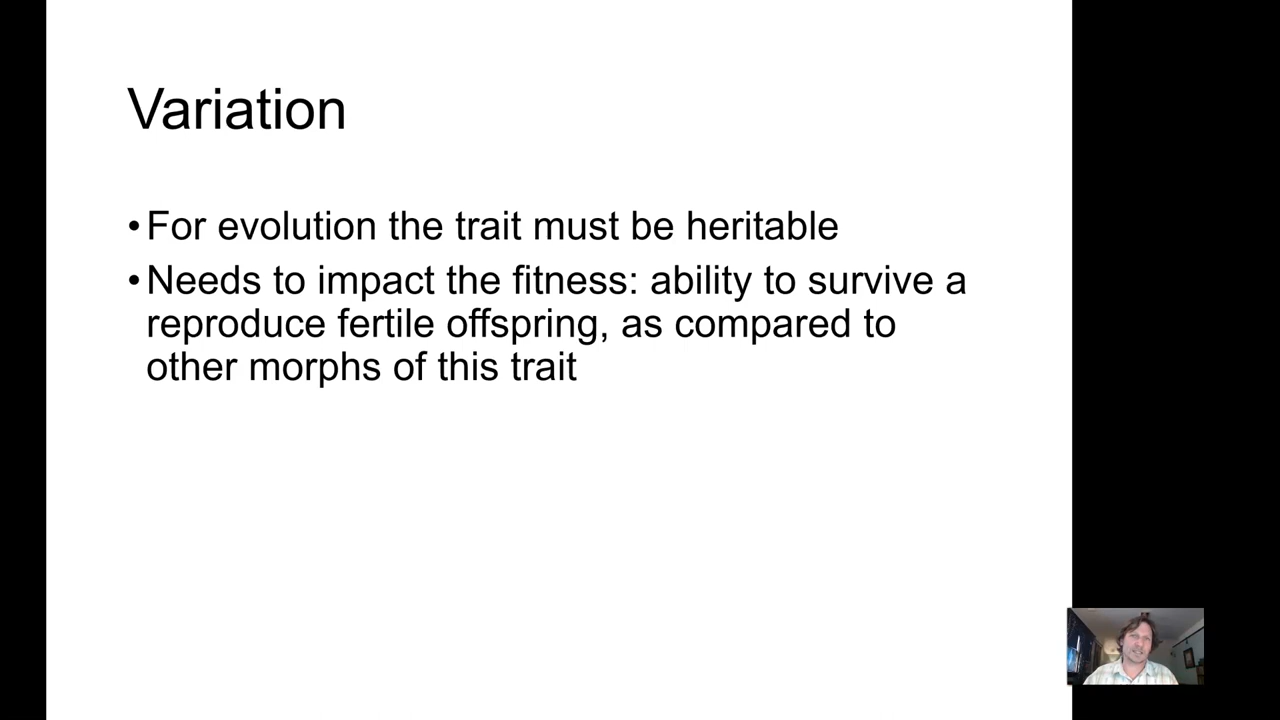 Variation
•For evolution the trait must be heritable
•Needs to impact the fitness: ability to survive a
reproduce fertile offspring, as compared to
other morphs of this trait